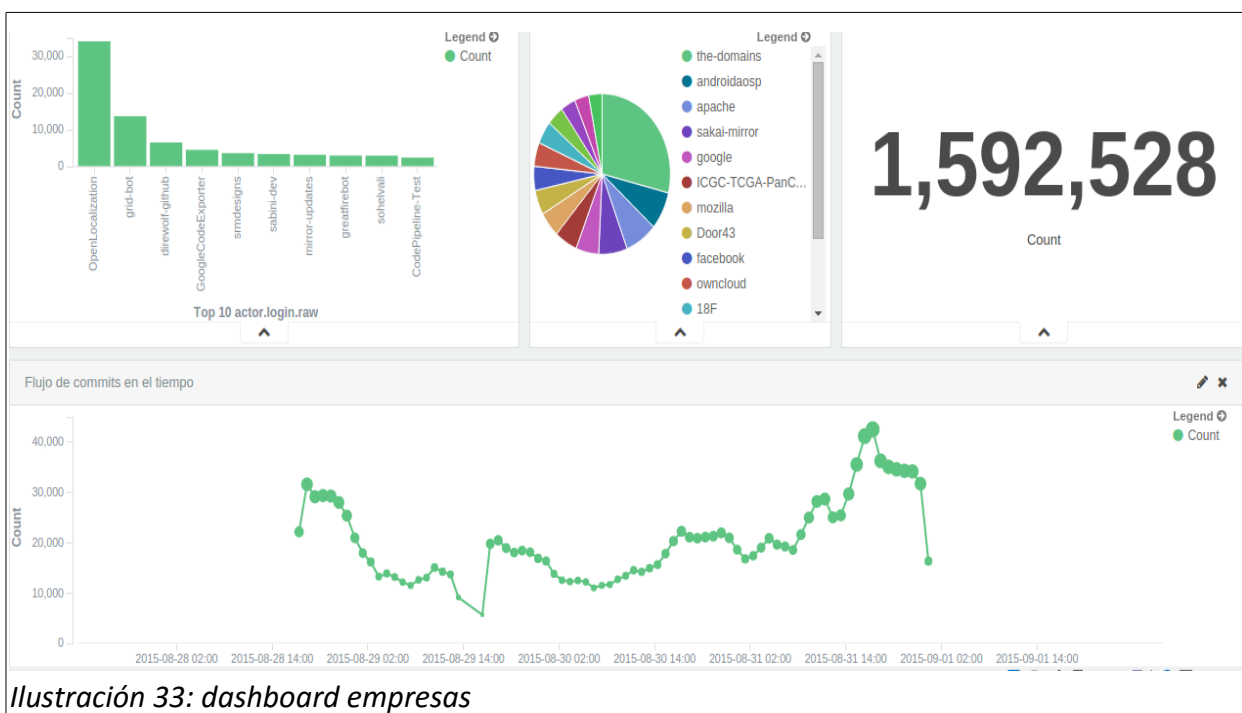 Legend
Count
30,000
20,000
10,000
0
Count
OpenLocalization
grid-bot
direwolf-github
GoogleCodeExporter
srmdesigns
sabini-dev
mirror-updates
greatfirebot
sohelvali
CodePipeline-Test
Top 10 actor.login.raw
Legend
the-domains
androidaosp
apache
sakai-mirror
google
ICGC-TCGA-PanC...
mozilla
Door43
facebook
owncloud
18F
1,592,528
Count
Flujo de commits en el tiempo
Legend
Count
40,000
30,000
20,000
10,000
0
Count
2015-08-28 02:00 2015-08-28 14:00 2015-08-29 02:00 2015-08-29 14:00 2015-08-30 02:00 2015-08-30 14:00 2015-08-31 02:00 2015-08-31 14:00 2015-09-01 02:00 2015-09-01 14:00
Ilustración 33: dashboard empresas